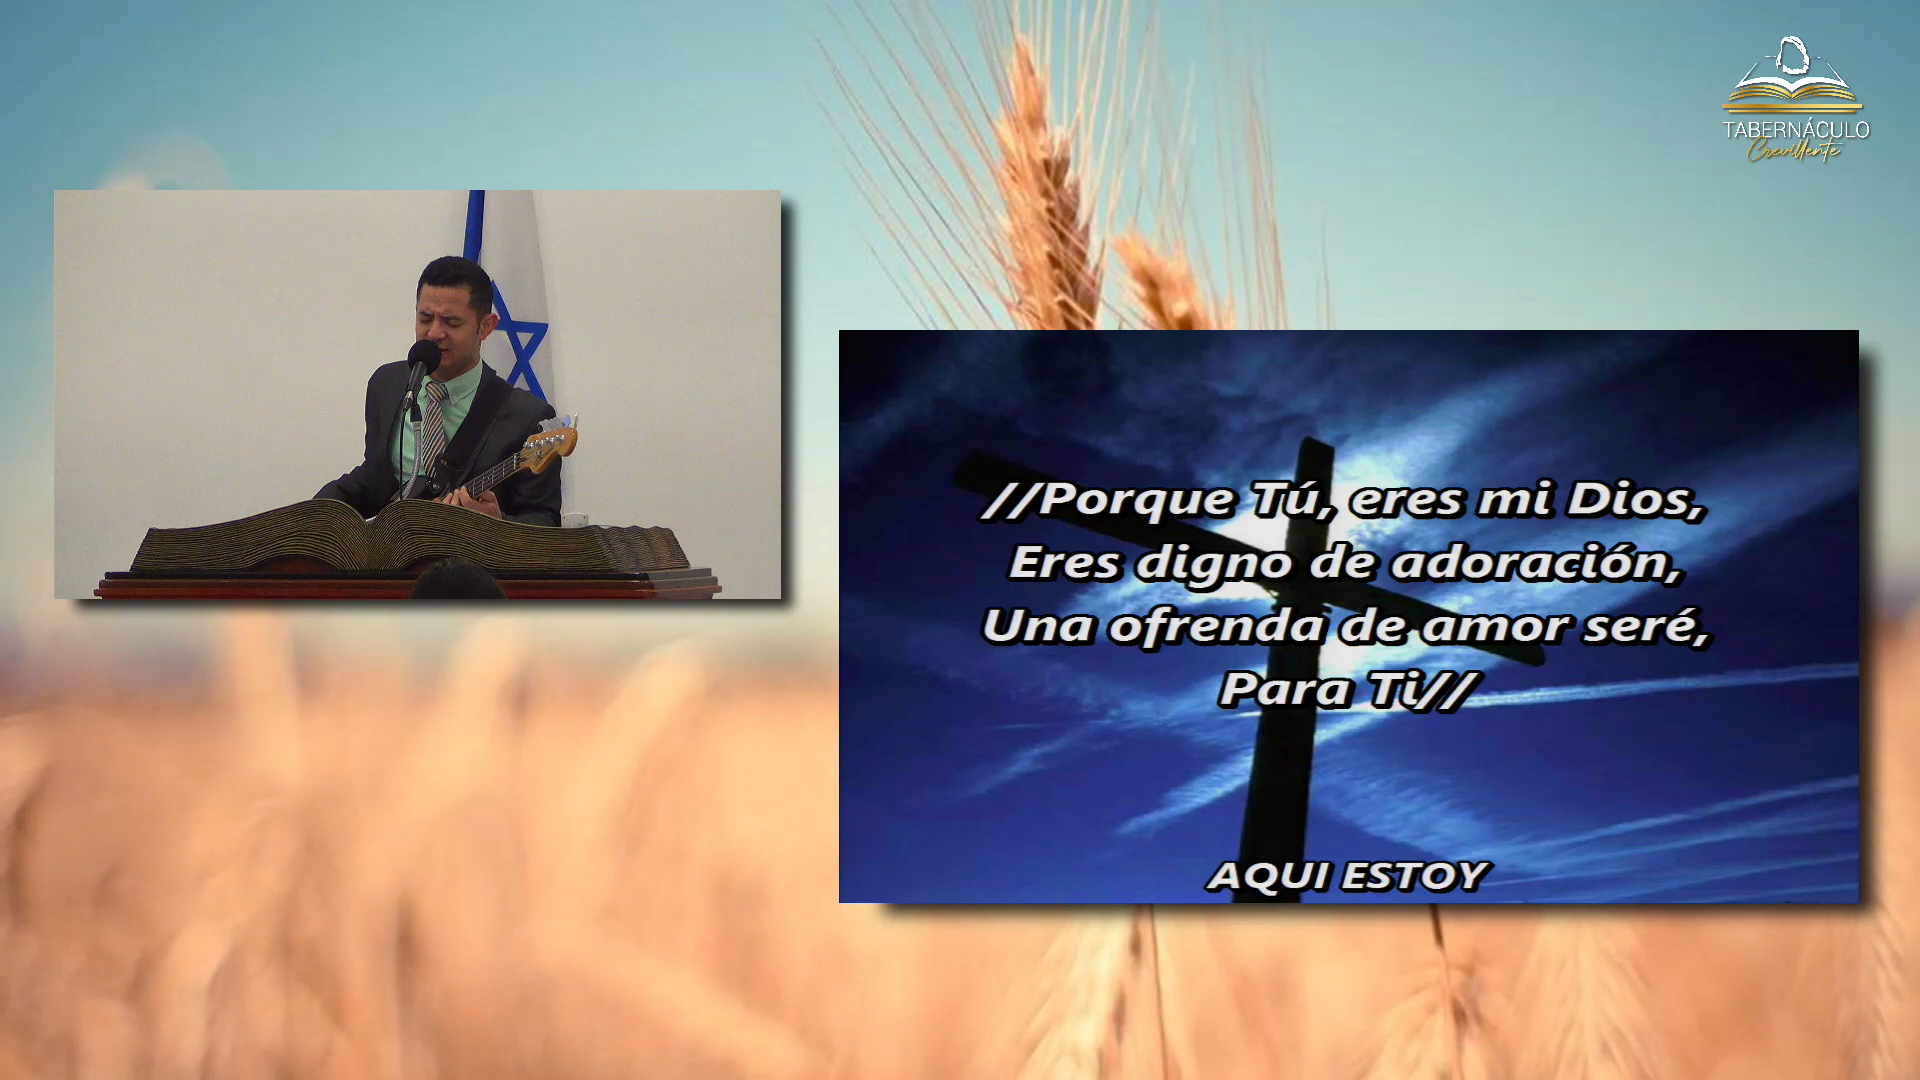 TABERNÁCULO
Crevillente
//Porque Tú, eres mi Dios,
Eres digno de adoración,
Una ofrenda de amor seré,
Para Ti//
AQUI ESTOY